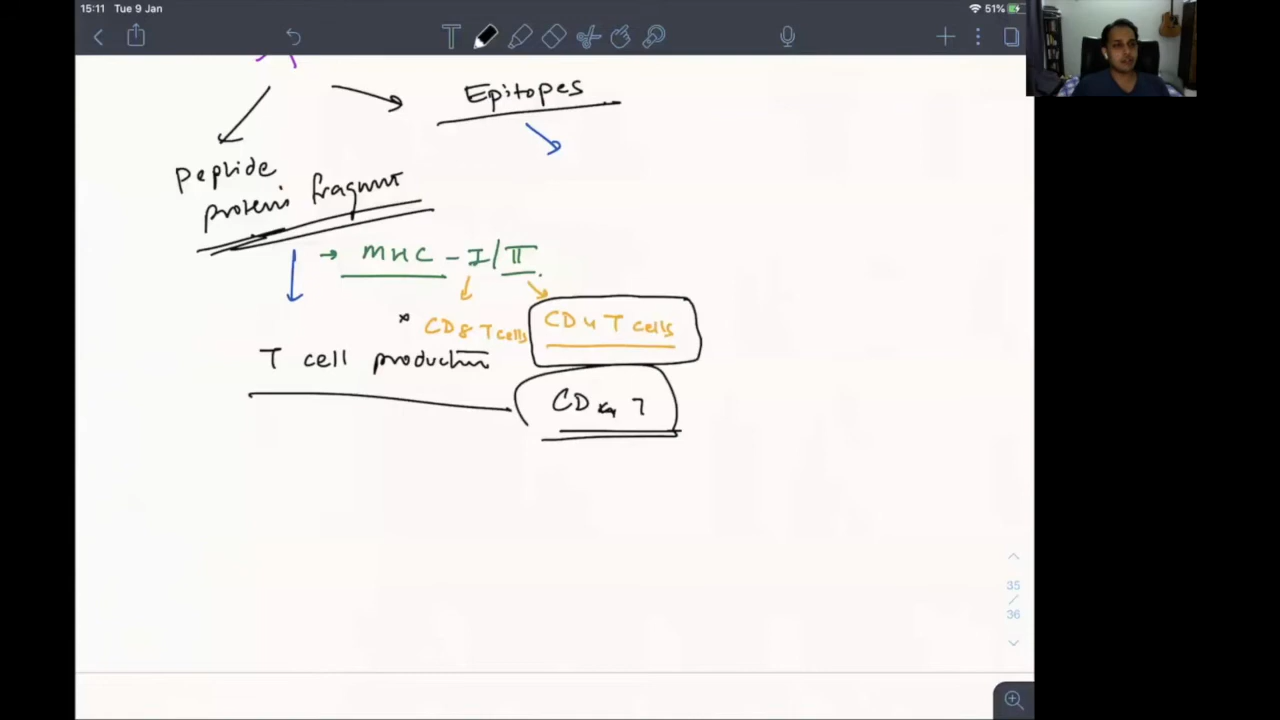 15:11 Tue 9 Jan
51%
Epitopes
Peptide
proteins fragment
→ MHC - I/II
* CD8 T cells
CD4 T cells
T cell production
CD
35
/
36